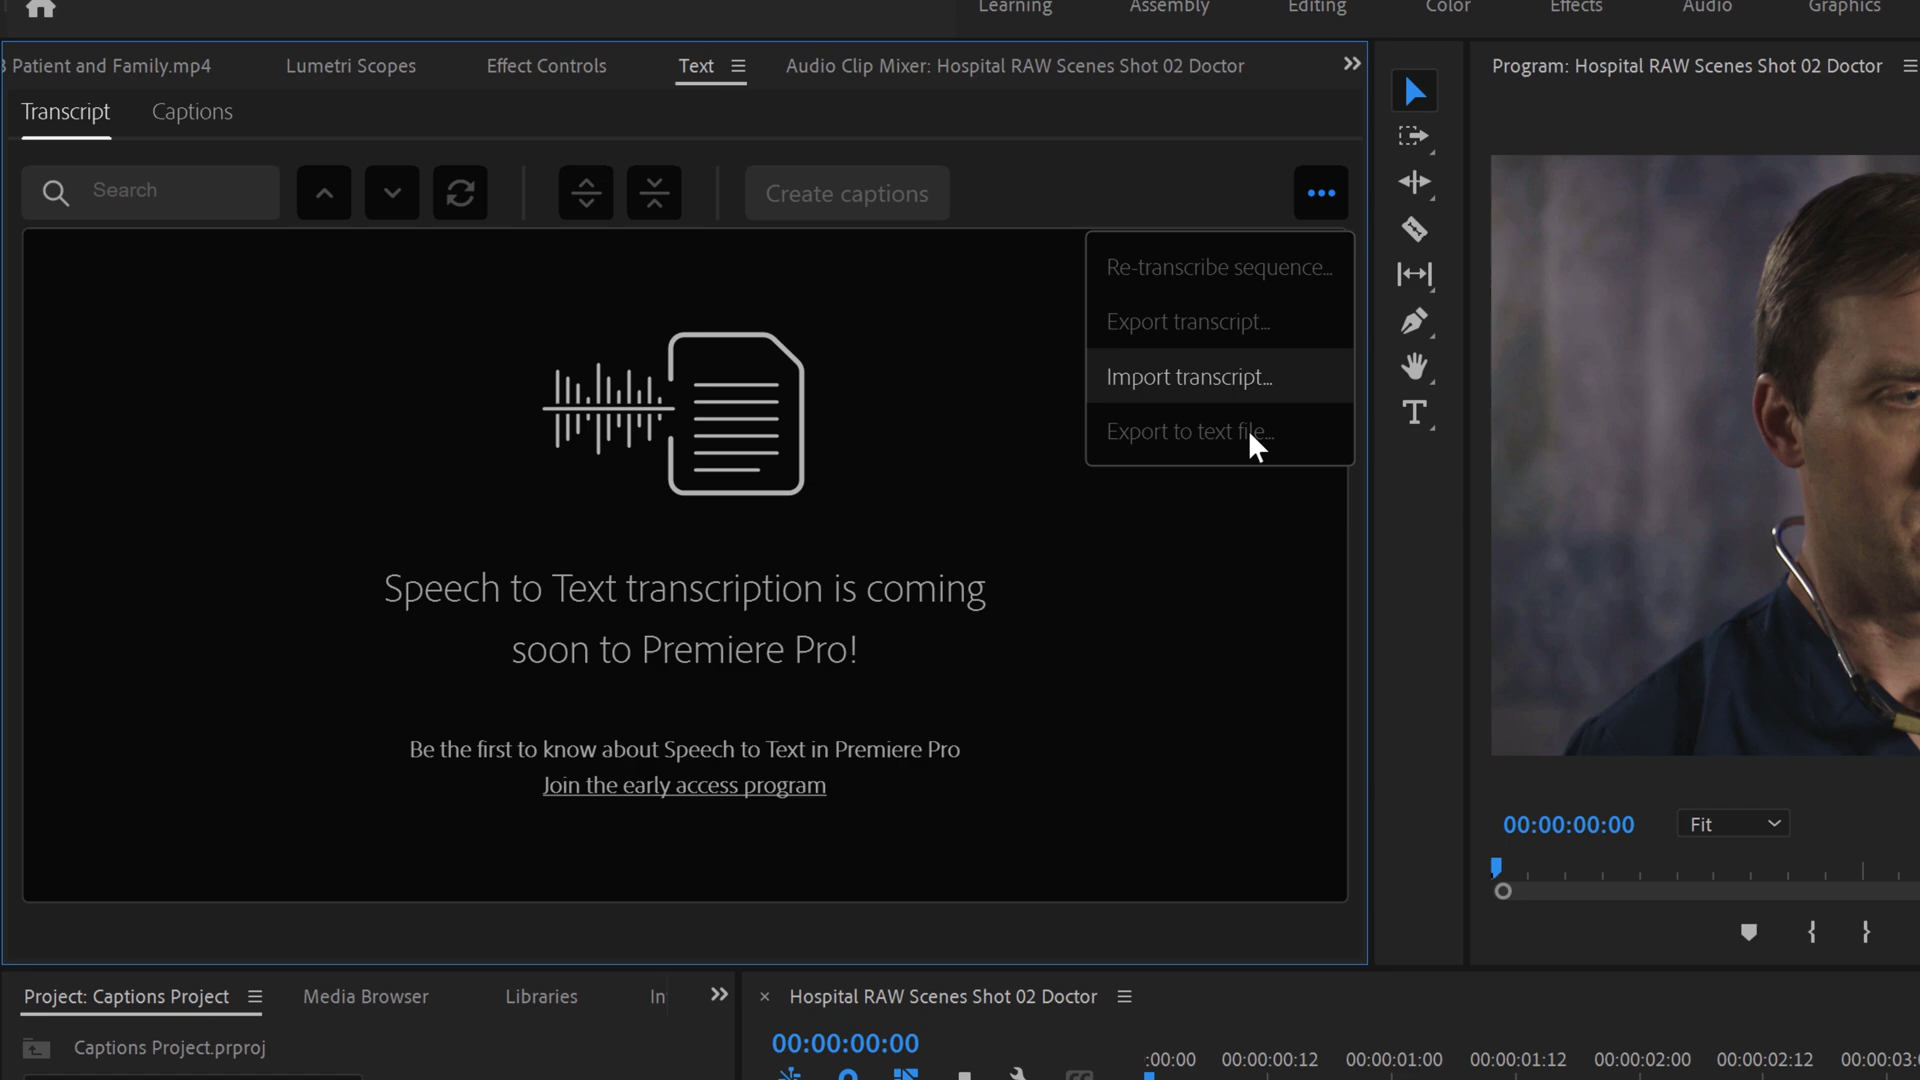 Learning Assembly Editing Color Effects Audio Graphics
Patient and Family.mp4 Lumetri Scopes Effect Controls Text Audio Clip Mixer: Hospital RAW Scenes Shot 02 Doctor
Program: Hospital RAW Scenes Shot 02 Doctor
Transcript Captions
Search
Create captions
Re-transcribe sequence...
Export transcript...
Import transcript...
Export to text file...
Speech to Text transcription is coming
soon to Premiere Pro!
Be the first to know about Speech to Text in Premiere Pro
Join the early access program
00:00:00:00 Fit
Project: Captions Project Media Browser Libraries In
Captions Project.prproj
× Hospital RAW Scenes Shot 02 Doctor
00:00:00:00
:00:00 00:00:00:12 00:00:01:00 00:00:01:12 00:00:02:00 00:00:02:12 00:00:03: